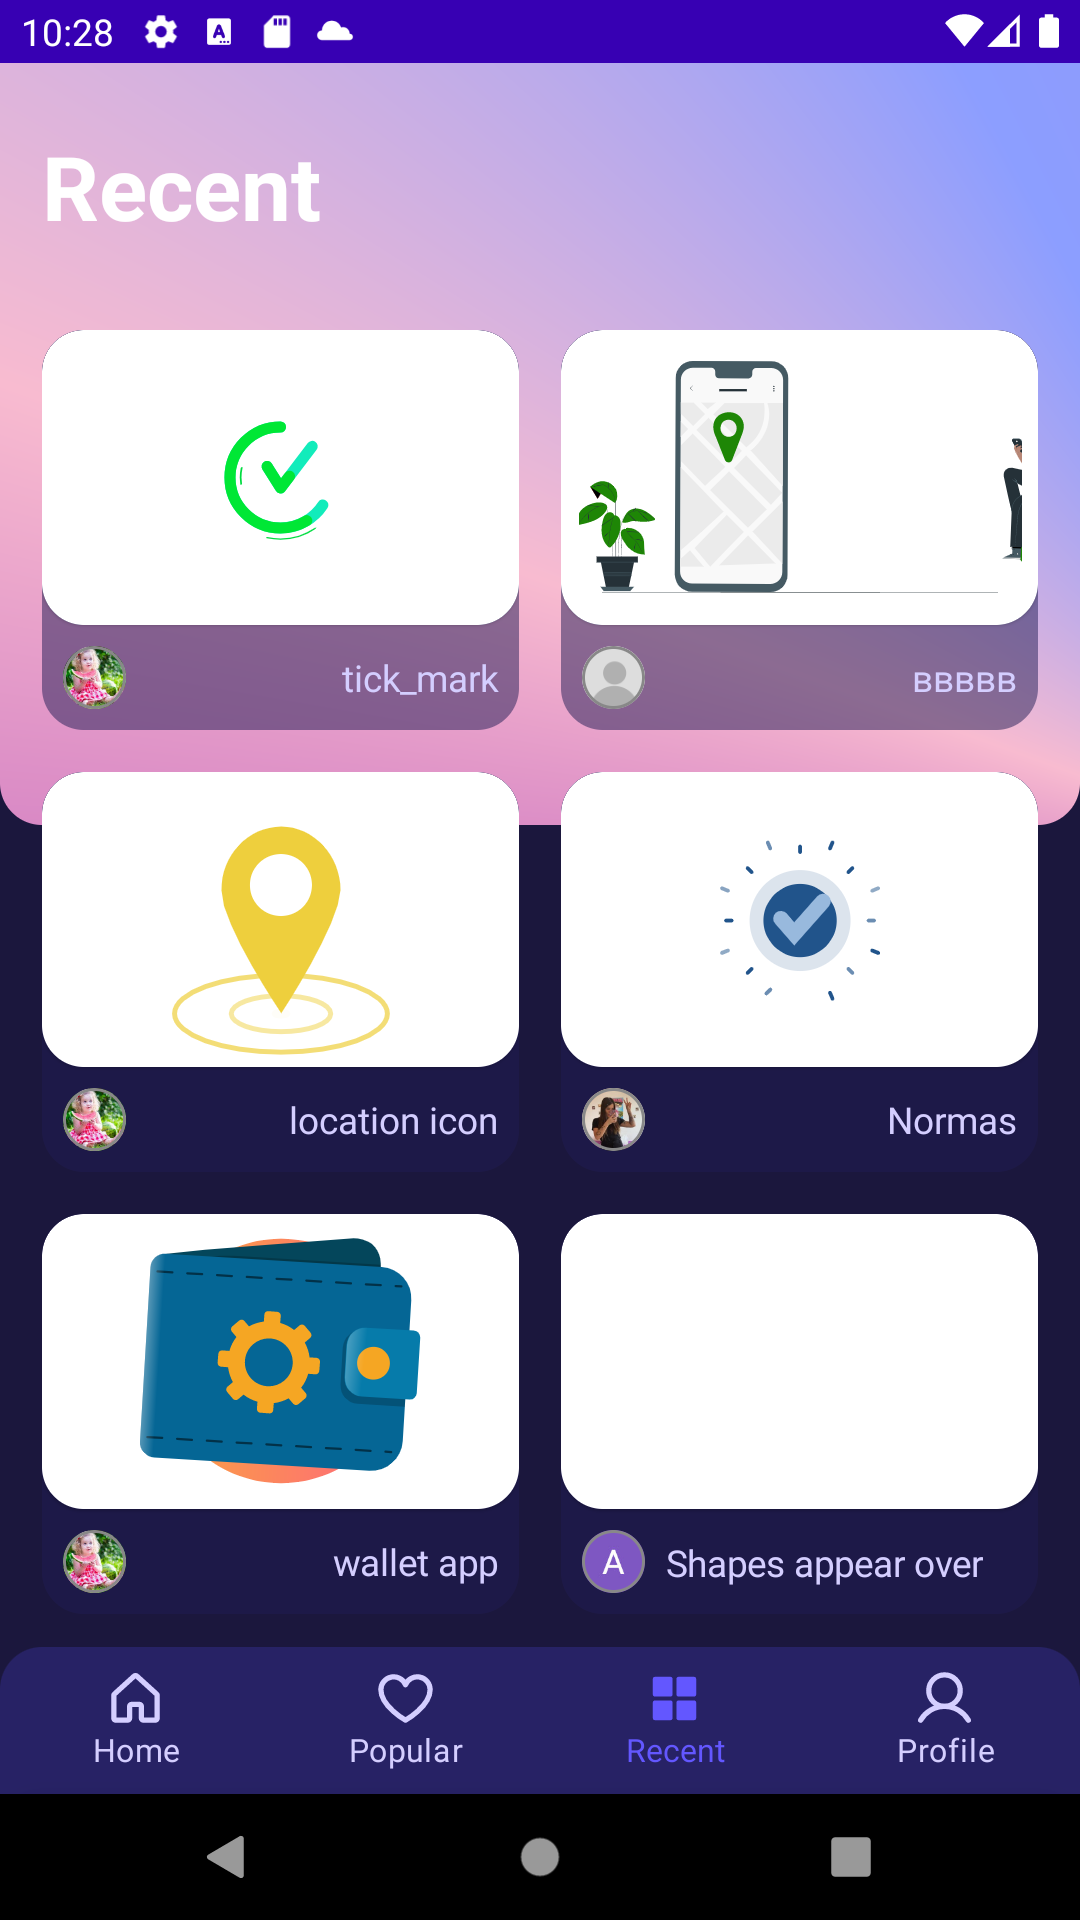 10:28
Recent
tick_mark
BBBBB
location icon
Normas
wallet app
A
Shapes appear over
Home
Popular
Recent
Profile